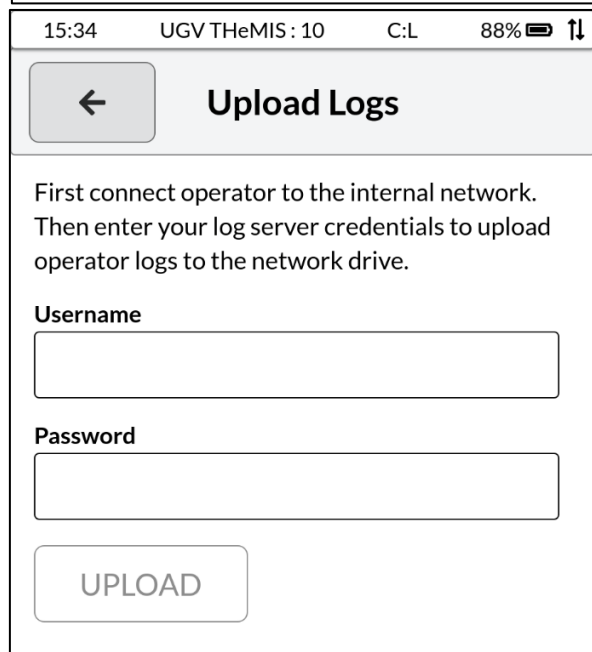 15:34 UGV THeMIS : 10 C:L 88%
Upload Logs
First connect operator to the internal network.
Then enter your log server credentials to upload
operator logs to the network drive.
Username
Password
UPLOAD